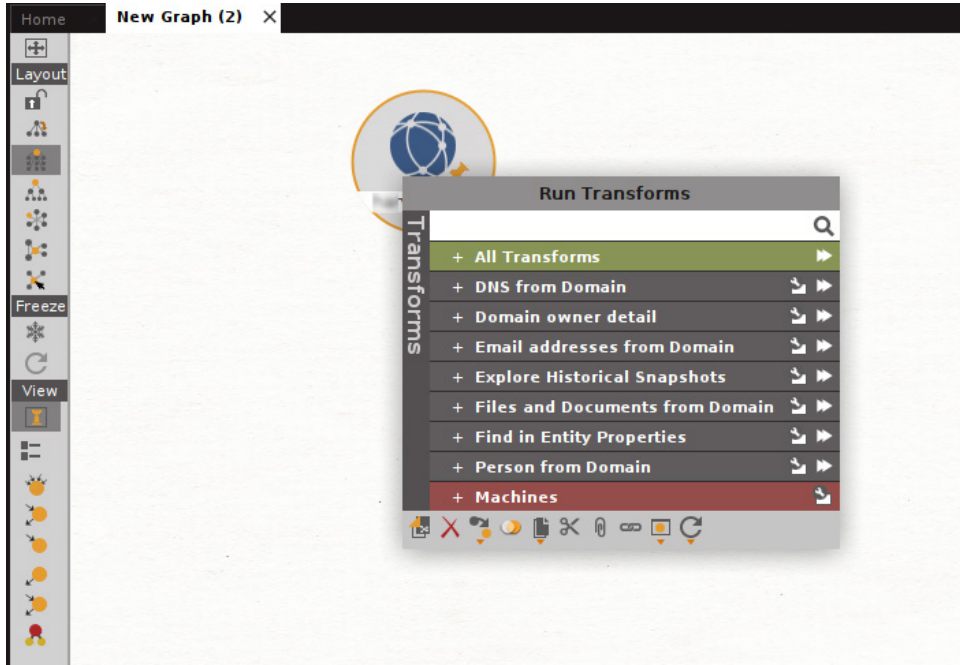 Home
New Graph (2)
Layout
Freeze
View
Run Transforms
Transforms
+ All Transforms
+ DNS from Domain
+ Domain owner detail
+ Email addresses from Domain
+ Explore Historical Snapshots
+ Files and Documents from Domain
+ Find in Entity Properties
+ Person from Domain
+ Machines